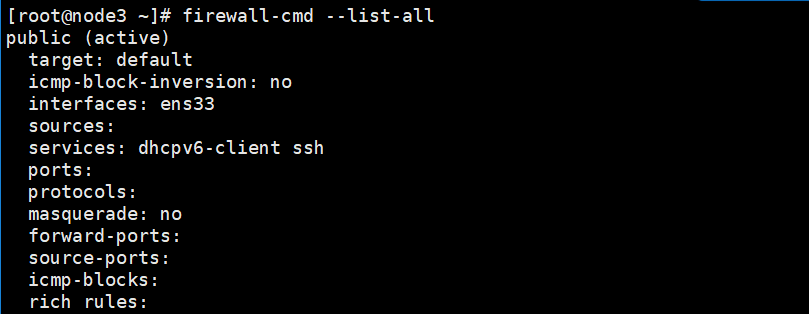 [root@node3 ~]# firewall-cmd --list-all
public (active)
  target: default
  icmp-block-inversion: no
  interfaces: ens33
  sources:
  services: dhcpv6-client ssh
  ports:
  protocols:
  masquerade: no
  forward-ports:
  source-ports:
  icmp-blocks:
  rich rules: